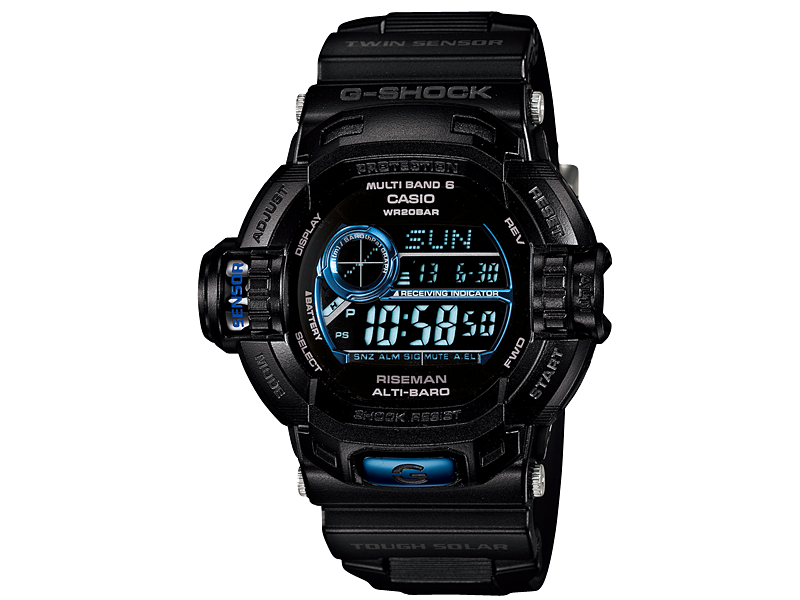 TWIN SENSOR
G-SHOCK
PROTECTION
MULTI BAND 6
CASIO
WR20BAR
ADJUST
DISPLAY
REV
RESET
SUN
13 6-30
RECEIVING INDICATOR
SENSOR
BATTERY
H
P
PS
10:58 50
SNZ ALM SIG MUTE A.EL
SELECT
FWD
MODE
START
RISEMAN
ALTI-BARO
SHOCK RESIST
G
TOUGH SOLAR